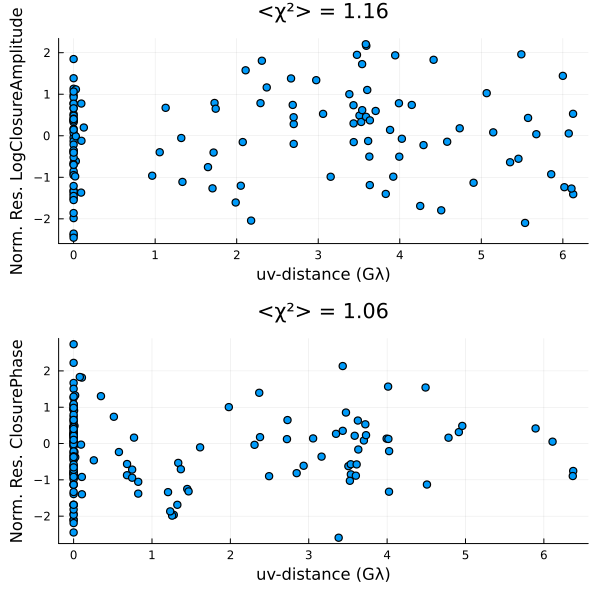 <χ²> = 1.16
Norm. Res. LogClosureAmplitude
2
1
0
−1
−2
0 1 2 3 4 5 6
uv-distance (Gλ)
<χ²> = 1.06
Norm. Res. ClosurePhase
2
1
0
−1
−2
0 1 2 3 4 5 6
uv-distance (Gλ)